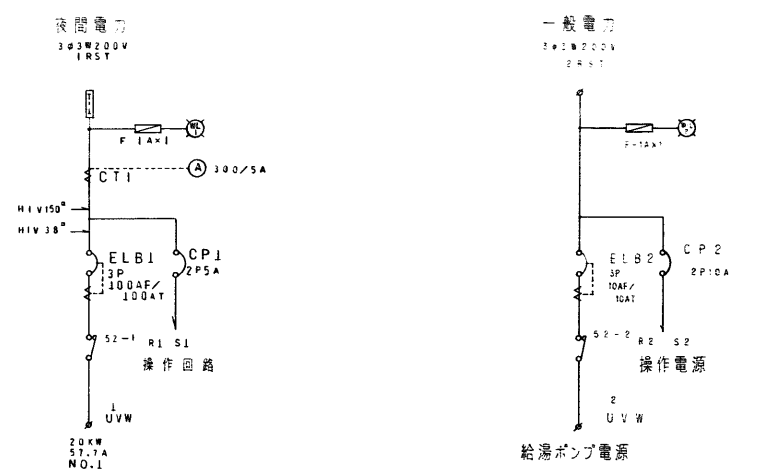 夜間電力
3φ3W200V
1RST
F 1A×1
WL
1
A 300/5A
CT1
HIV150°
HIV38°
ELB1
3P
100AF/
100AT
CP1
2P5A
52-1
R1 S1
操作回路
1
UVW
20KW
57.7A
NO.1
一般電力
3φ3W200V
2RST
F-1A×1
ELB2
3P
10AF/
10AT
CP2
2P10A
52-2
R2 S2
操作電源
2
UVW
給湯ポンプ電源